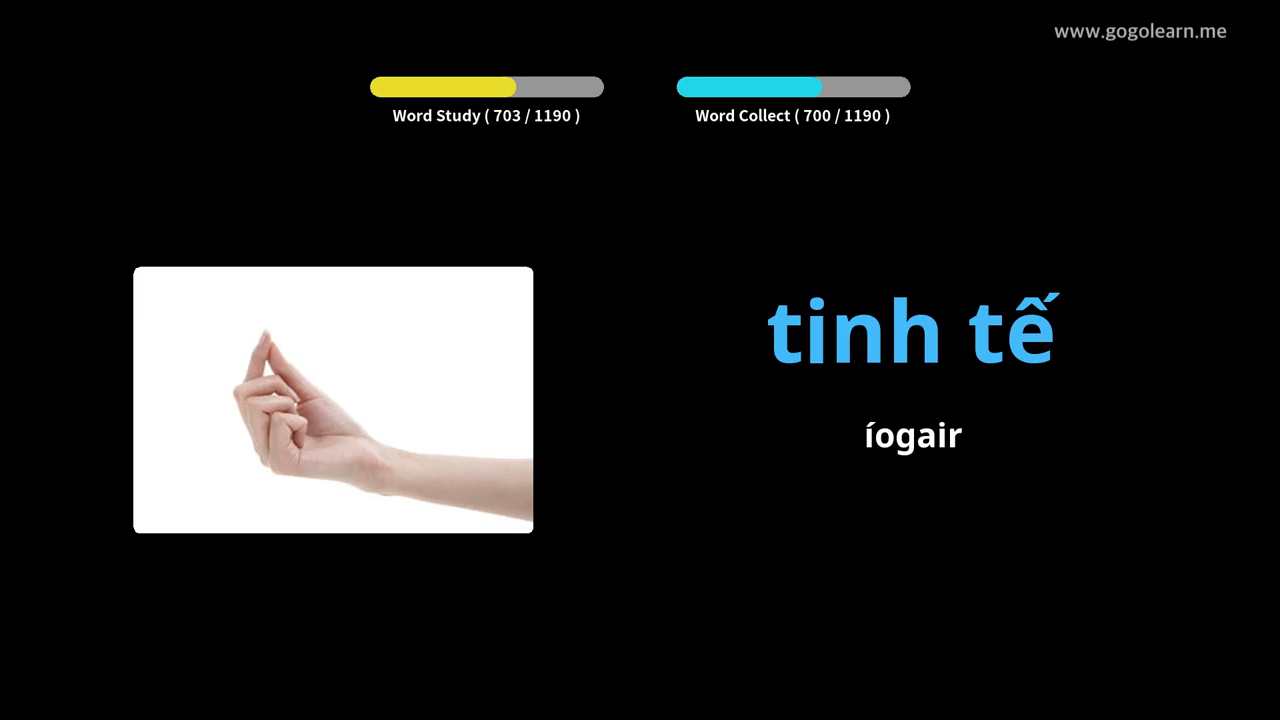 www.gogolearn.me
Word Study ( 703 / 1190 )
Word Collect ( 700 / 1190 )
tinh tế
íogair